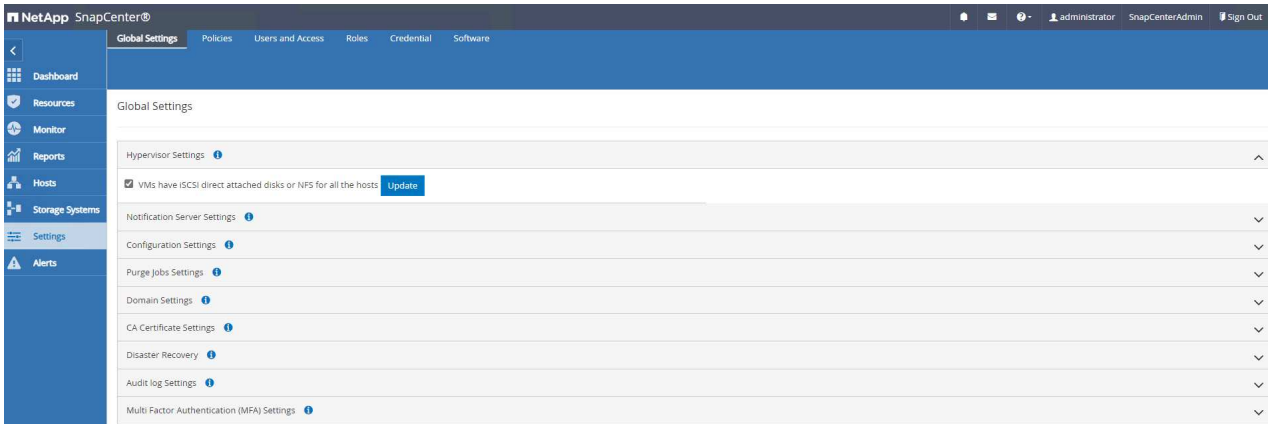 NetApp SnapCenter®
administrator SnapCenterAdmin Sign Out
Global Settings Policies Users and Access Roles Credential Software
Dashboard
Resources
Monitor
Reports
Hosts
Storage Systems
Settings
Alerts
Global Settings
Hypervisor Settings
VMs have iSCSI direct attached disks or NFS for all the hosts Update
Notification Server Settings
Configuration Settings
Purge Jobs Settings
Domain Settings
CA Certificate Settings
Disaster Recovery
Audit log Settings
Multi Factor Authentication (MFA) Settings